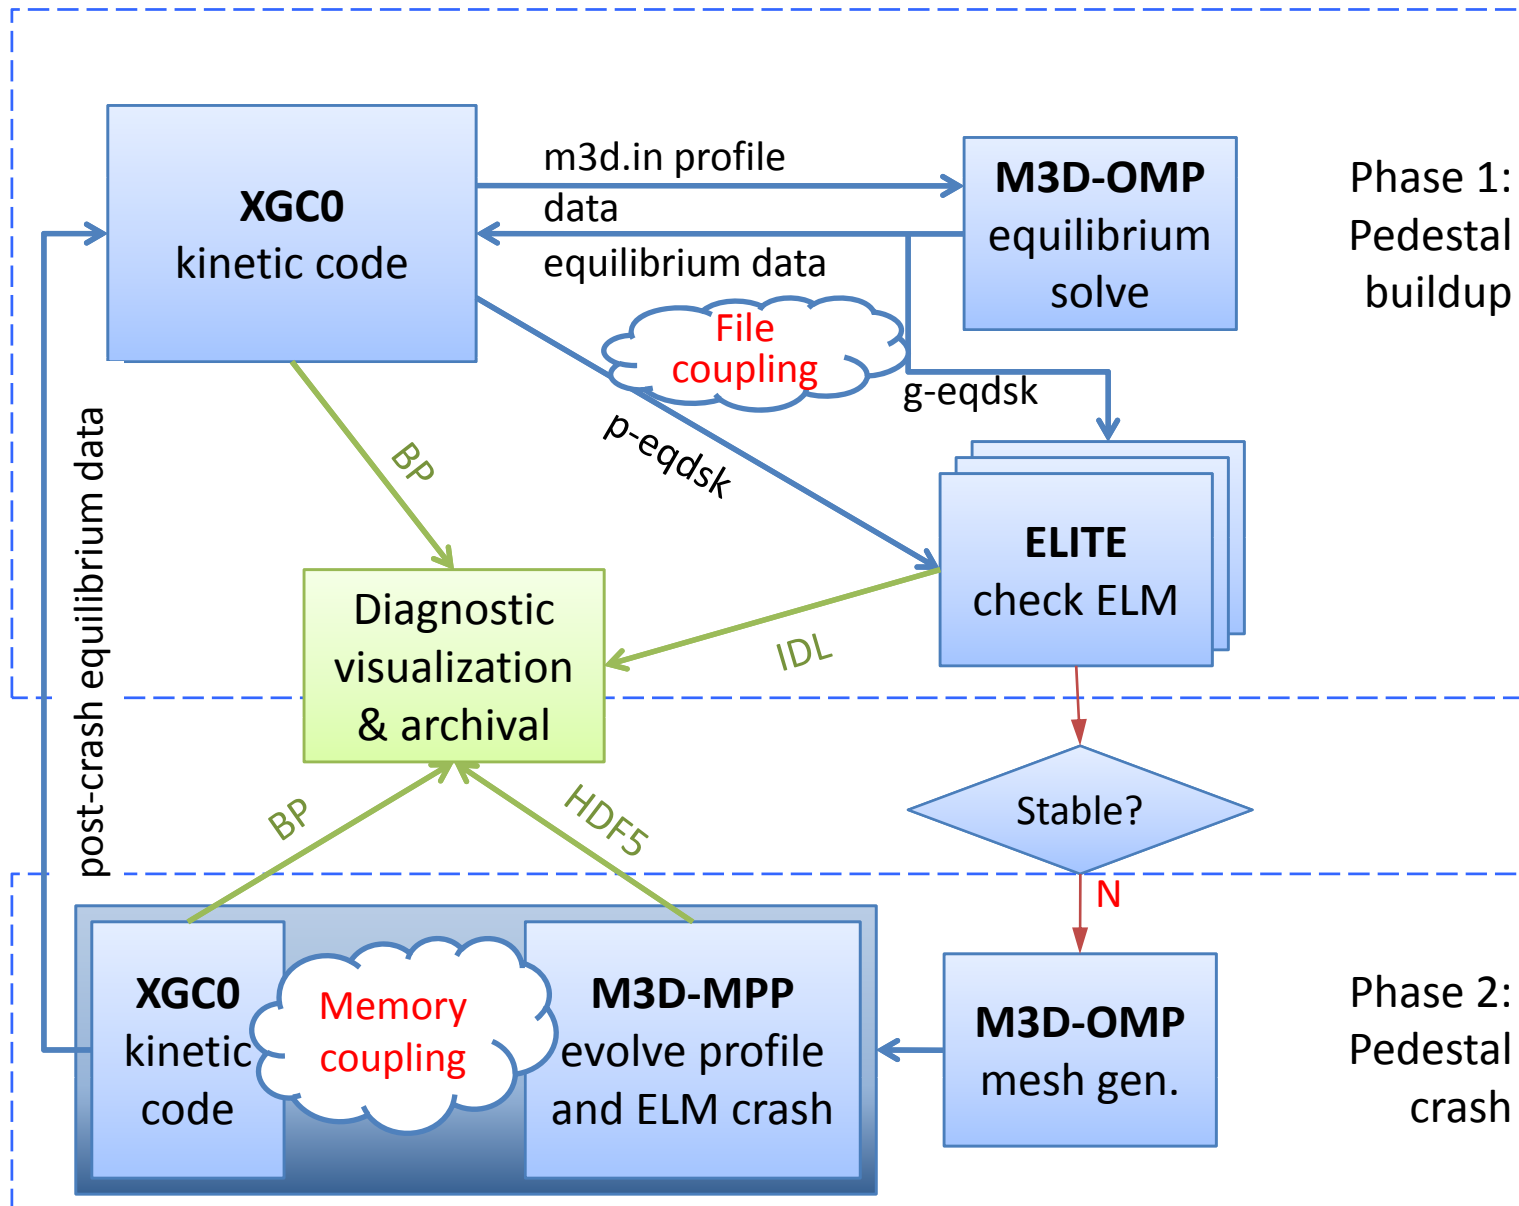 XGC0
kinetic code
m3d.in profile
data
equilibrium data
M3D-OMP
equilibrium
solve
Phase 1:
Pedestal
buildup
File
coupling
g-eqdsk
p-eqdsk
BP
ELITE
check ELM
IDL
Diagnostic
visualization
& archival
post-crash equilibrium data
Stable?
N
BP
HDF5
XGC0
kinetic
code
Memory
coupling
M3D-MPP
evolve profile
and ELM crash
M3D-OMP
mesh gen.
Phase 2:
Pedestal
crash